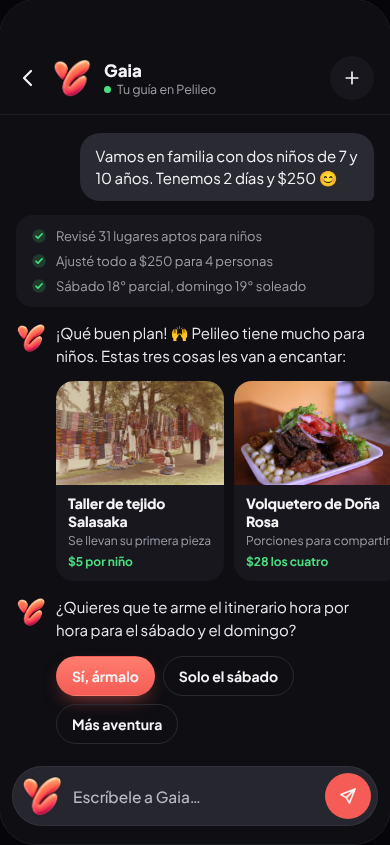 Gaia
Tu guía en Pelileo
Vamos en familia con dos niños de 7 y
10 años. Tenemos 2 días y $250 😊
Revisé 31 lugares aptos para niños
Ajusté todo a $250 para 4 personas
Sábado 18° parcial, domingo 19° soleado
¡Qué buen plan! 🙌 Pelileo tiene mucho para
niños. Estas tres cosas les van a encantar:
Taller de tejido
Salasaka
Se llevan su primera pieza
$5 por niño
Volquetero de Doña
Rosa
Porciones para compartir
$28 los cuatro
¿Quieres que te arme el itinerario hora por
hora para el sábado y el domingo?
Sí, ármalo
Solo el sábado
Más aventura
Escríbele a Gaia...